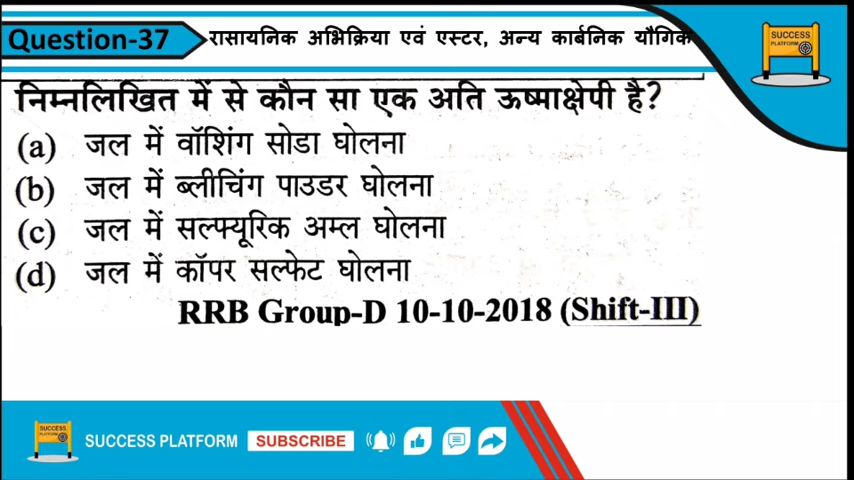 Question-37
रासायनिक अभिक्रिया एवं एस्टर, अन्य कार्बनिक यौगिक
SUCCESS
PLATFORM
निम्नलिखित में से कौन सा एक अति ऊष्माक्षेपी है?
(a) जल में वॉशिंग सोडा घोलना
(b) जल में ब्लीचिंग पाउडर घोलना
(c) जल में सल्फ्यूरिक अम्ल घोलना
(d) जल में कॉपर सल्फेट घोलना
RRB Group-D 10-10-2018 (Shift-III)
SUCCESS
PLATFORM
SUCCESS PLATFORM SUBSCRIBE